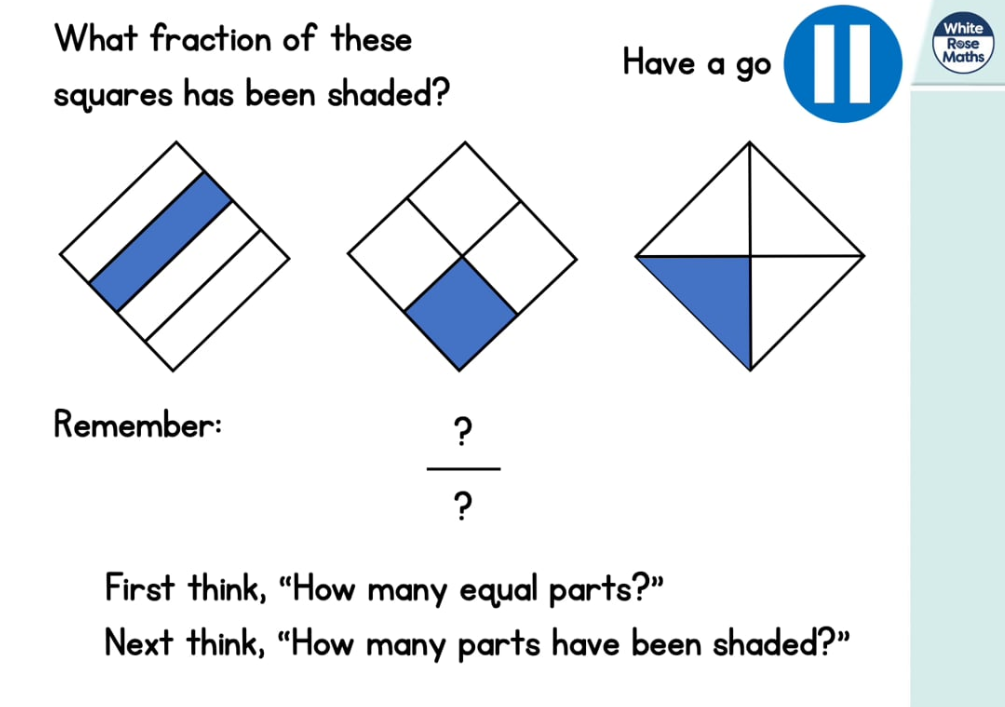 What fraction of these
squares has been shaded?
Have a go
White
Rose
Maths
Remember:
?
?
First think, “How many equal parts?”
Next think, “How many parts have been shaded?”